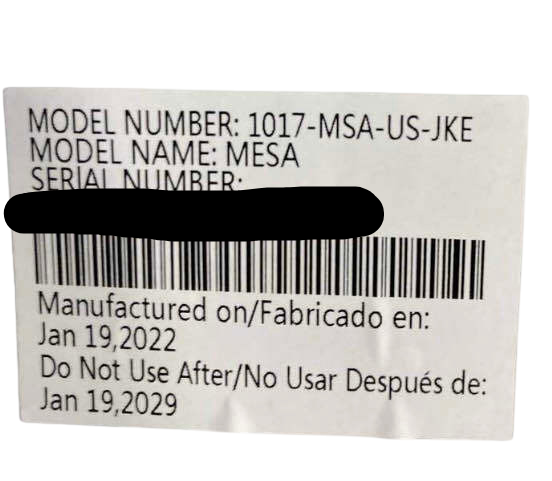 MODEL NUMBER: 1017-MSA-US-JKE
MODEL NAME: MESA
SERIAL NUMBER:
Manufactured on/Fabricado en:
Jan 19,2022
Do Not Use After/No Usar Después de:
Jan 19,2029